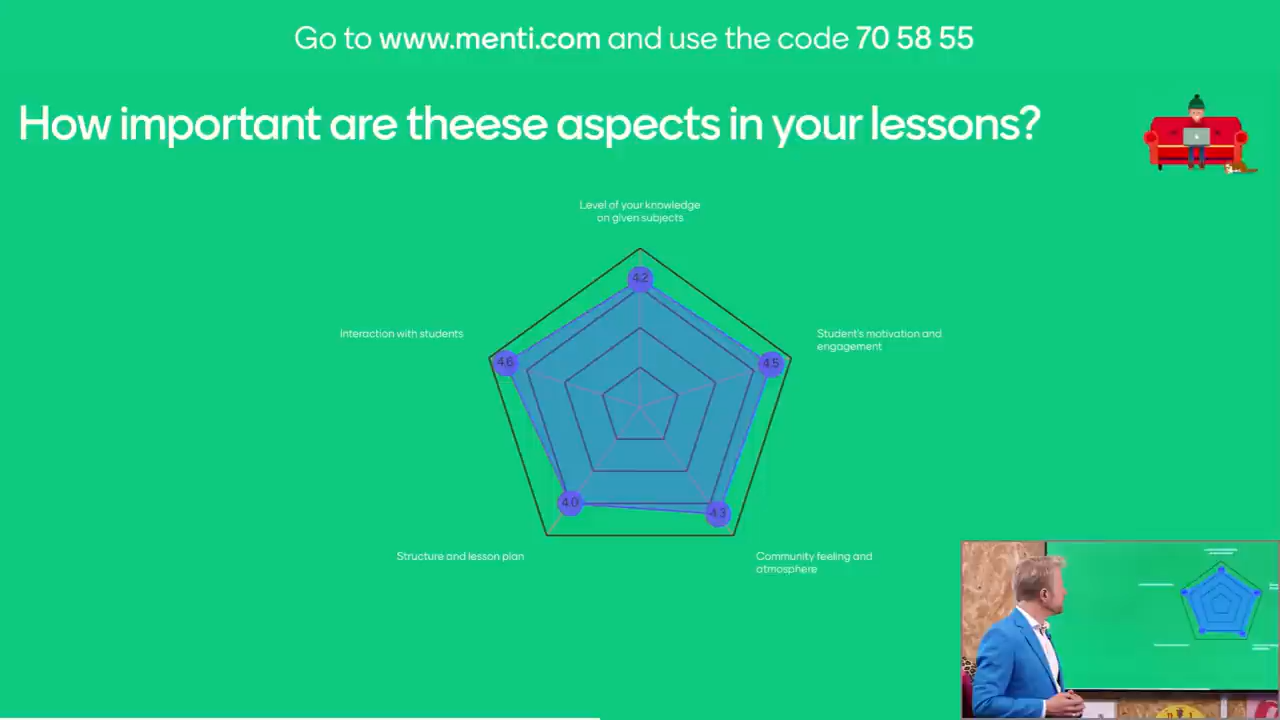 Go to www.menti.com and use the code 70 58 55
How important are theese aspects in your lessons?
Level of your knowledge
on given subjects
4.2
Interaction with students
Student's motivation and
engagement
4.6
4.5
4.0
4.3
Structure and lesson plan
Community feeling and
atmosphere